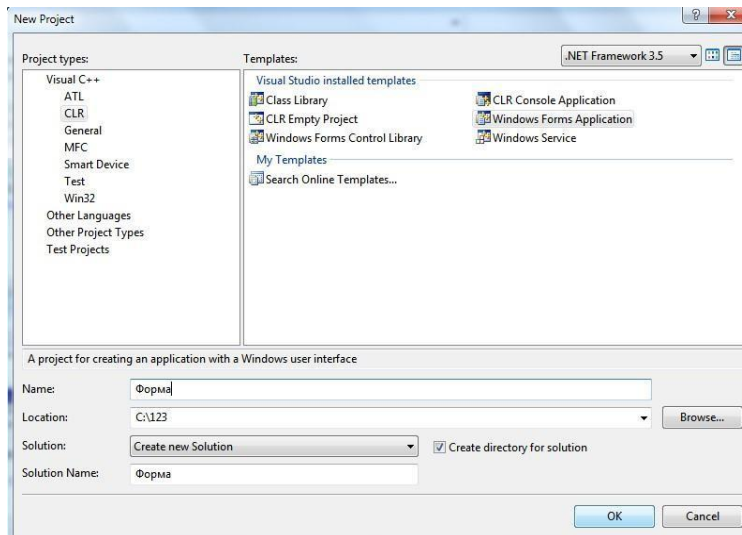 New Project
Project types:
Templates:
.NET Framework 3.5
Visual C++
ATL
CLR
General
MFC
Smart Device
Test
Win32
Other Languages
Other Project Types
Test Projects
Visual Studio installed templates
Class Library
CLR Console Application
CLR Empty Project
Windows Forms Application
Windows Forms Control Library
Windows Service
My Templates
Search Online Templates...
A project for creating an application with a Windows user interface
Name:
Форма
Location:
C:\123
Browse...
Solution:
Create new Solution
Create directory for solution
Solution Name:
Форма
OK
Cancel